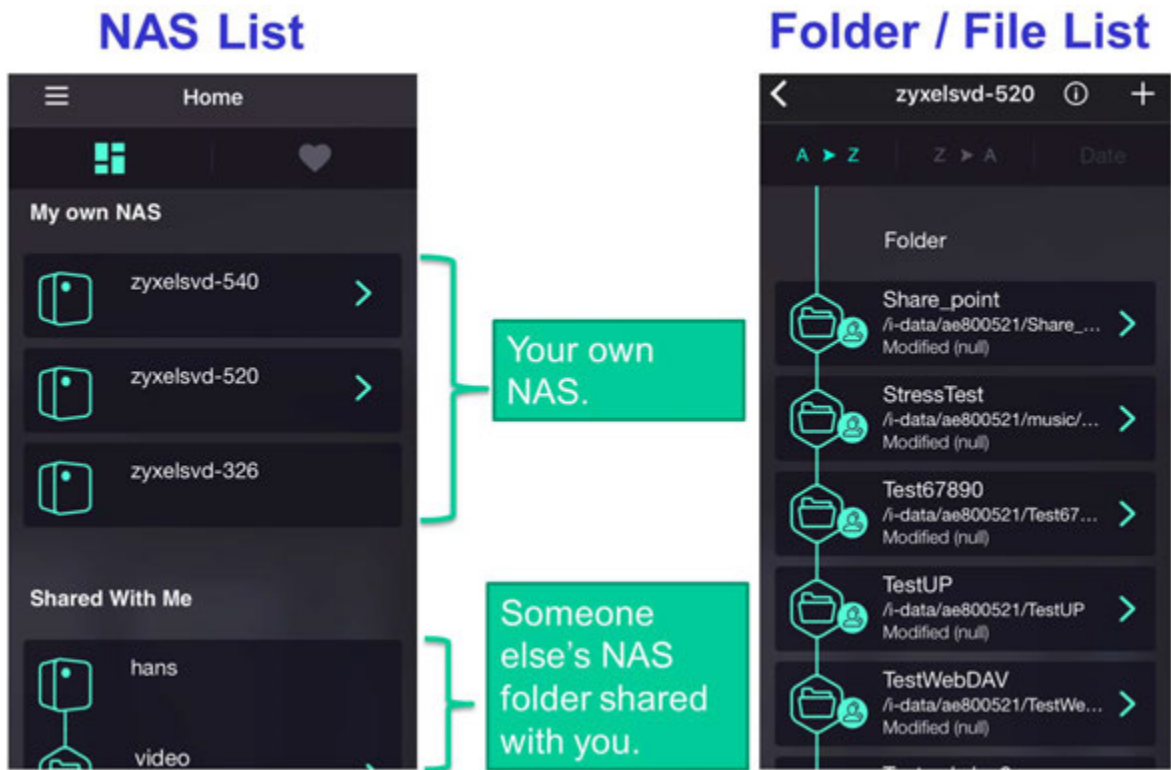 NAS List
Home
My own NAS
zyxelsvd-540
zyxelsvd-520
zyxelsvd-326
Shared With Me
hans
video
Your own
NAS.
Someone
else's NAS
folder shared
with you.
Folder / File List
zyxelsvd-520
A ➤ Z Z ➤ A Date
Folder
Share_point
/i-data/ae800521/Share_...
Modified (null)
StressTest
/i-data/ae800521/music/...
Modified (null)
Test67890
/i-data/ae800521/Test67...
Modified (null)
TestUP
/i-data/ae800521/TestUP
Modified (null)
TestWebDAV
/i-data/ae800521/TestWe...
Modified (null)